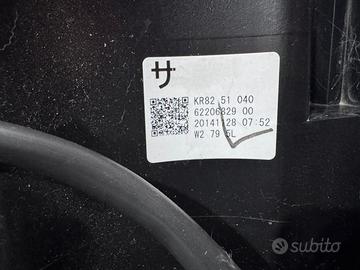 サ
KR82 51 040
62206829 00
20141128 07:52
W2 79 5L
subito